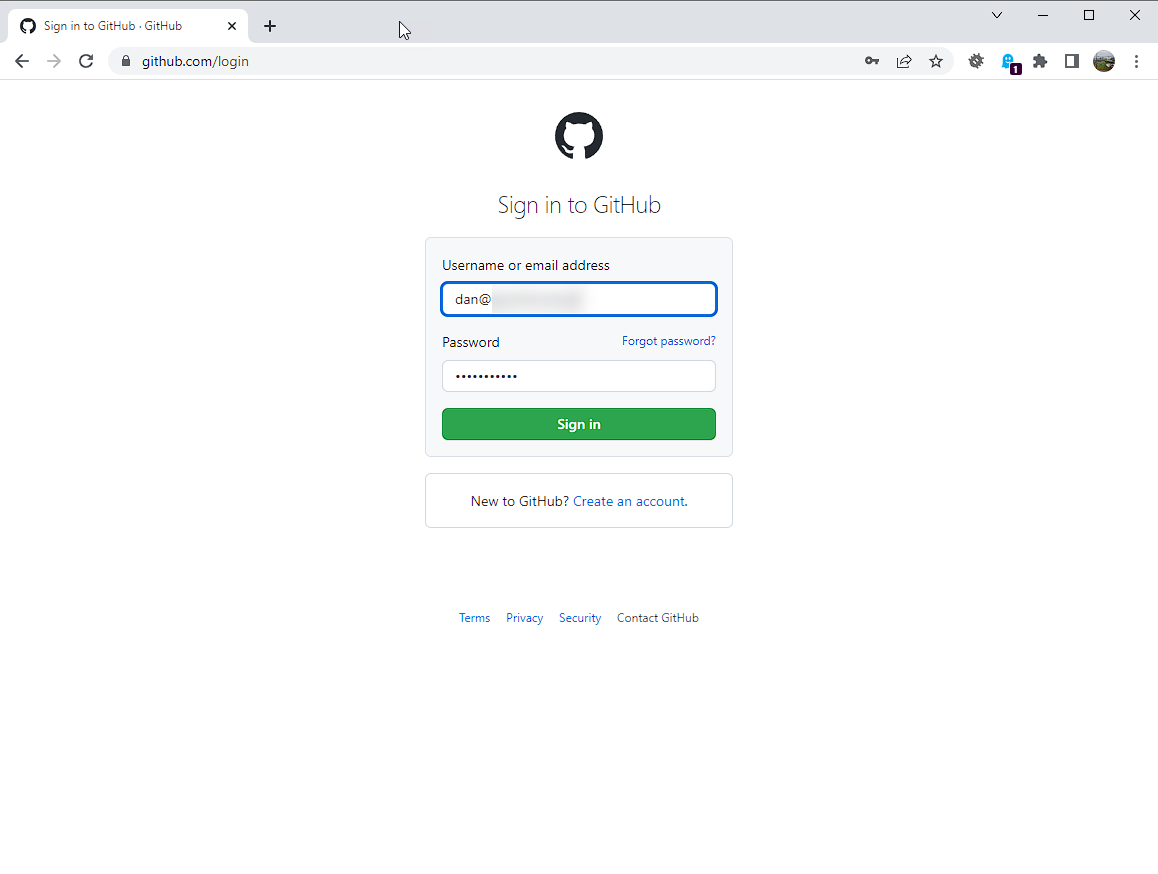 Sign in to GitHub · GitHub
github.com/login
1
Sign in to GitHub
Username or email address
dan@
Password Forgot password?
•••••••••••
Sign in
New to GitHub? Create an account.
Terms Privacy Security Contact GitHub